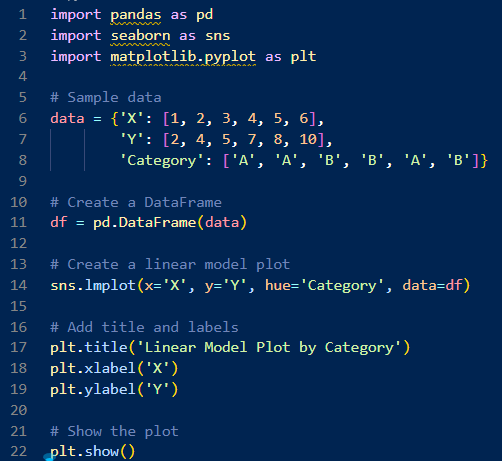 1 import pandas as pd
2 import seaborn as sns
3 import matplotlib.pyplot as plt
4
5 # Sample data
6 data = {'X': [1, 2, 3, 4, 5, 6],
7         'Y': [2, 4, 5, 7, 8, 10],
8         'Category': ['A', 'A', 'B', 'B', 'A', 'B']}
9
10 # Create a DataFrame
11 df = pd.DataFrame(data)
12
13 # Create a linear model plot
14 sns.lmplot(x='X', y='Y', hue='Category', data=df)
15
16 # Add title and labels
17 plt.title('Linear Model Plot by Category')
18 plt.xlabel('X')
19 plt.ylabel('Y')
20
21 # Show the plot
22 plt.show()